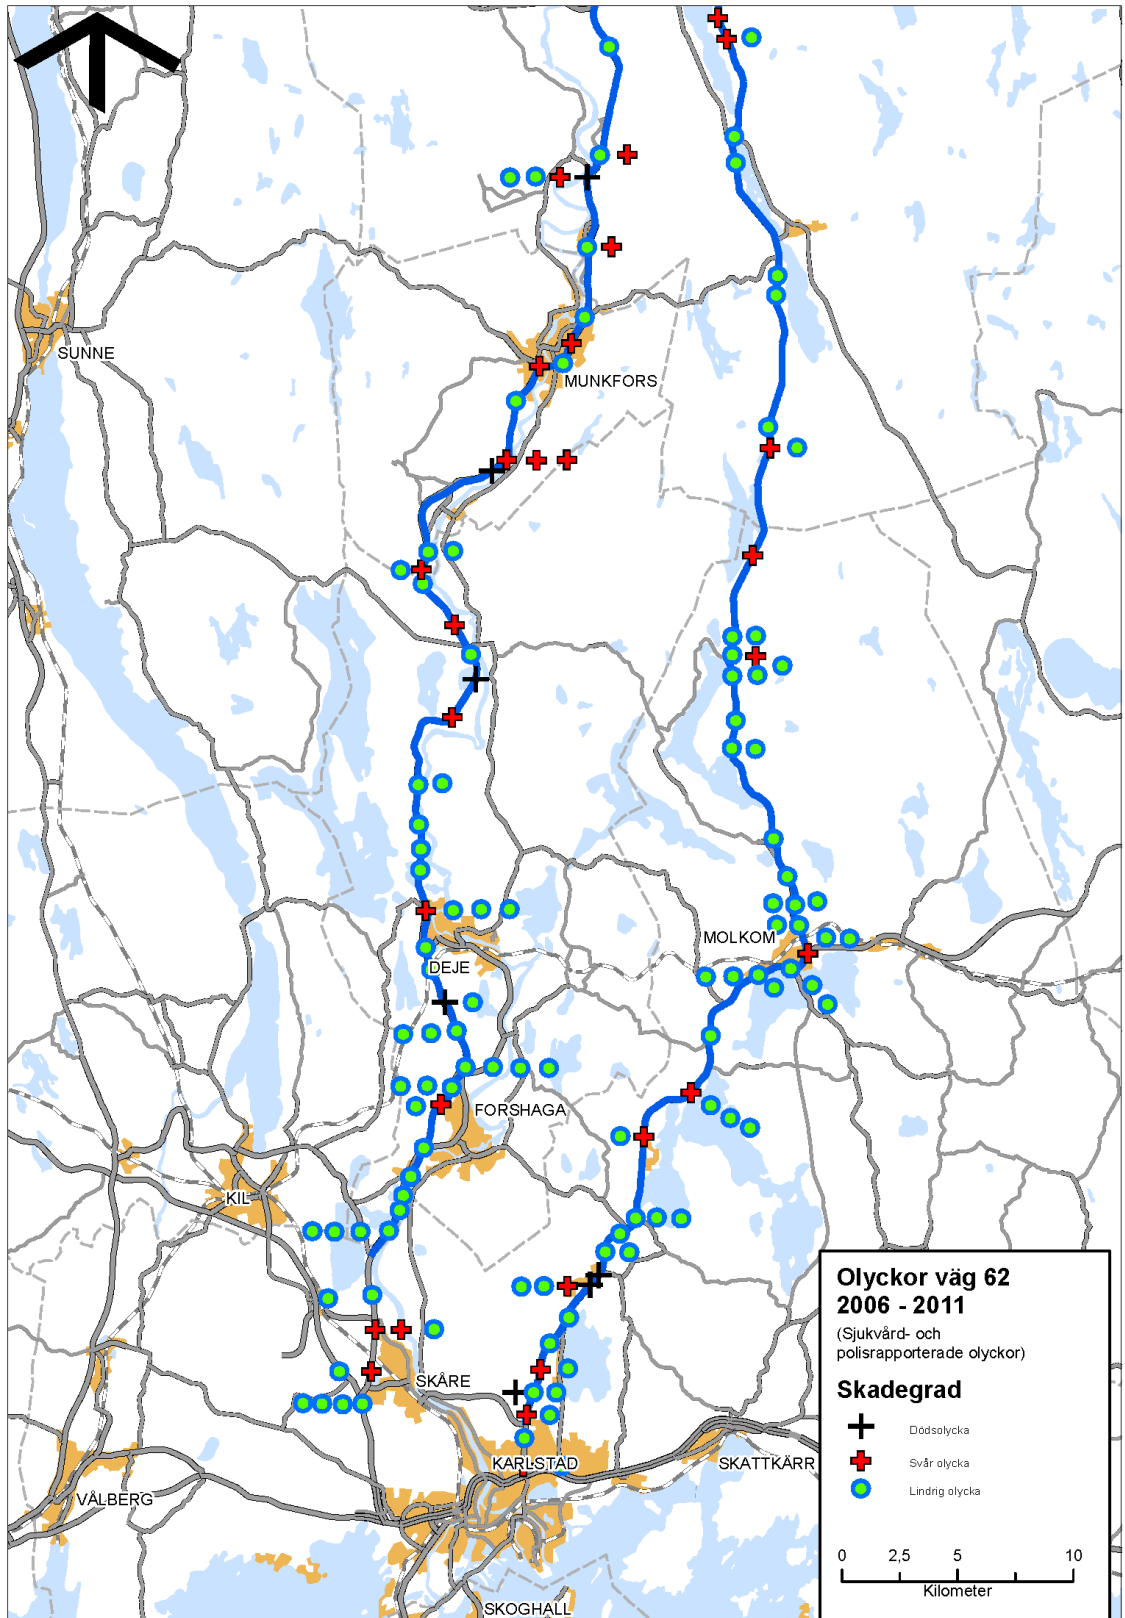 SUNNE
MUNKFORS
MOLKOM
DEJE
FORSHAGA
KIL
SKÅRE
KARLSTAD
SKATTKÄRR
VÅLBERG
SKOGHALL
Olyckor väg 62
2006 - 2011
(Sjukvård- och
polisrapporterade olyckor)
Skadegrad
Dödsolycka
Svår olycka
Lindrig olycka
0 2,5 5 10
Kilometer